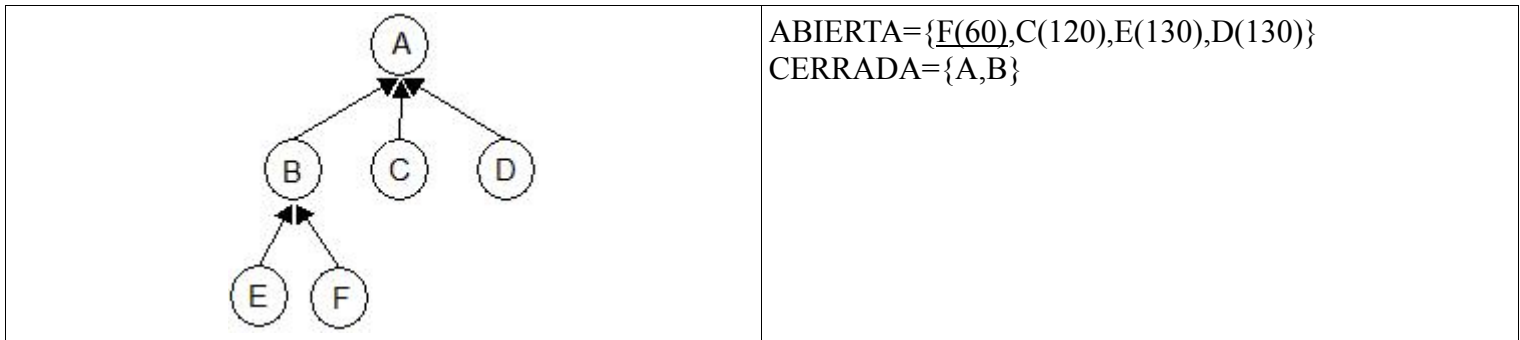 A
B
C
D
E
F
ABIERTA={F(60),C(120),E(130),D(130)}
CERRADA={A,B}